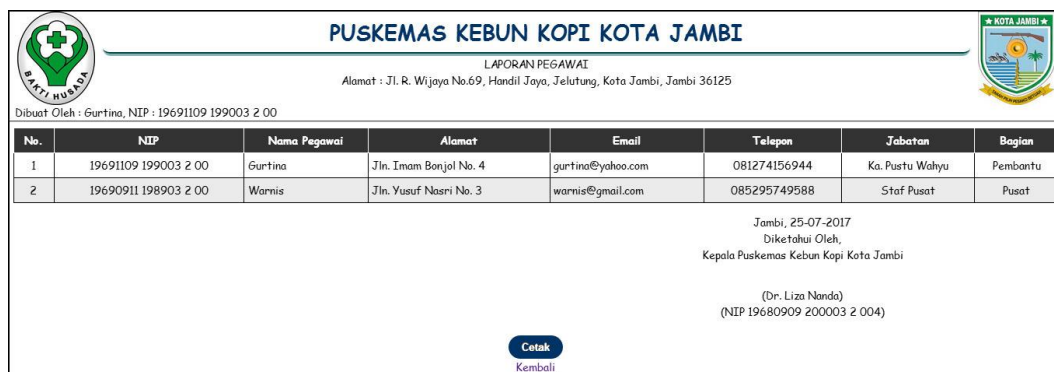 PUSKEMAS KEBUN KOPI KOTA JAMBI
LAPORAN PEGAWAI
Alamat : Jl. R. Wijaya No.69, Handil Jaya, Jelutung, Kota Jambi, Jambi 36125
BAKTI HUSADA
★ KOTA JAMBI ★
Dibuat Oleh : Gurtina, NIP : 19691109 199003 2 00
No. NIP Nama Pegawai Alamat Email Telepon Jabatan Bagian
1 19691109 199003 2 00 Gurtina Jln. Imam Bonjol No. 4 gurtina@yahoo.com 081274156944 Ka. Pustu Wahyu Pembantu
2 19690911 198903 2 00 Warnis Jln. Yusuf Nasri No. 3 warnis@gmail.com 085295749588 Staf Pusat Pusat
Jambi, 25-07-2017
Diketahui Oleh,
Kepala Puskemas Kebun Kopi Kota Jambi
(Dr. Liza Nanda)
(NIP 19680909 200003 2 004)
Cetak
Kembali